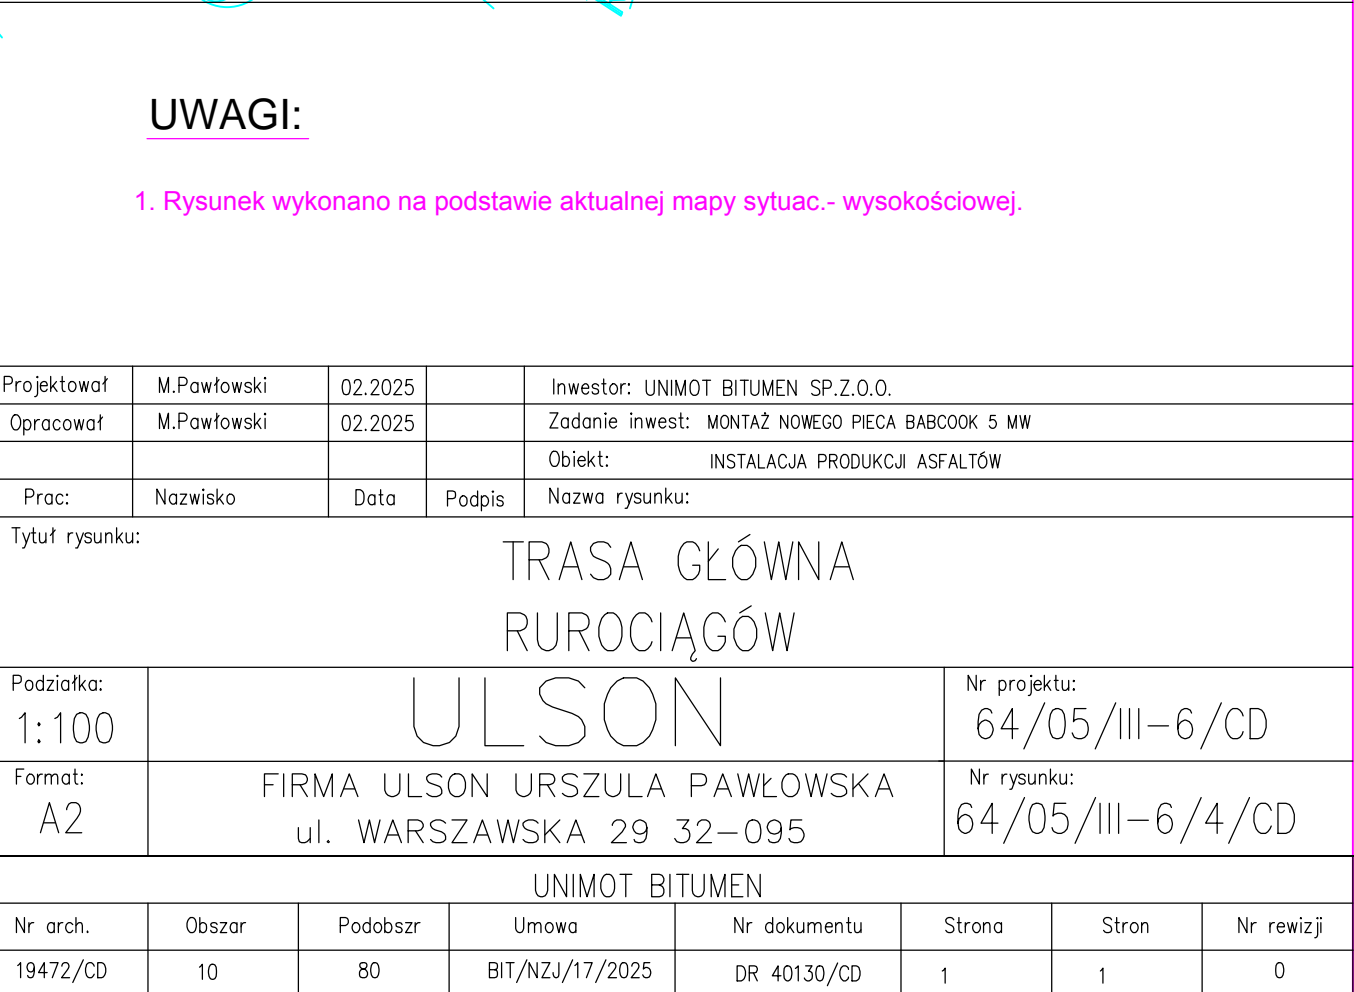 UWAGI:
1. Rysunek wykonano na podstawie aktualnej mapy sytuac.- wysokościowej.
Projektował M.Pawłowski 02.2025 Inwestor: UNIMOT BITUMEN SP.Z.O.O.
Opracował M.Pawłowski 02.2025 Zadanie inwest: MONTAŻ NOWEGO PIECA BABCOOK 5 MW
Obiekt: INSTALACJA PRODUKCJI ASFALTÓW
Prac: Nazwisko Data Podpis Nazwa rysunku:
Tytuł rysunku:
TRASA GŁÓWNA
RUROCIĄGÓW
Podziałka: Nr projektu:
1:100 ULSON 64/05/III-6/CD
Format: FIRMA ULSON URSZULA PAWŁOWSKA Nr rysunku:
A2 ul. WARSZAWSKA 29 32-095 64/05/III-6/4/CD
UNIMOT BITUMEN
Nr arch. Obszar Podobszr Umowa Nr dokumentu Strona Stron Nr rewizji
19472/CD 10 80 BIT/NZJ/17/2025 DR 40130/CD 1 1 0